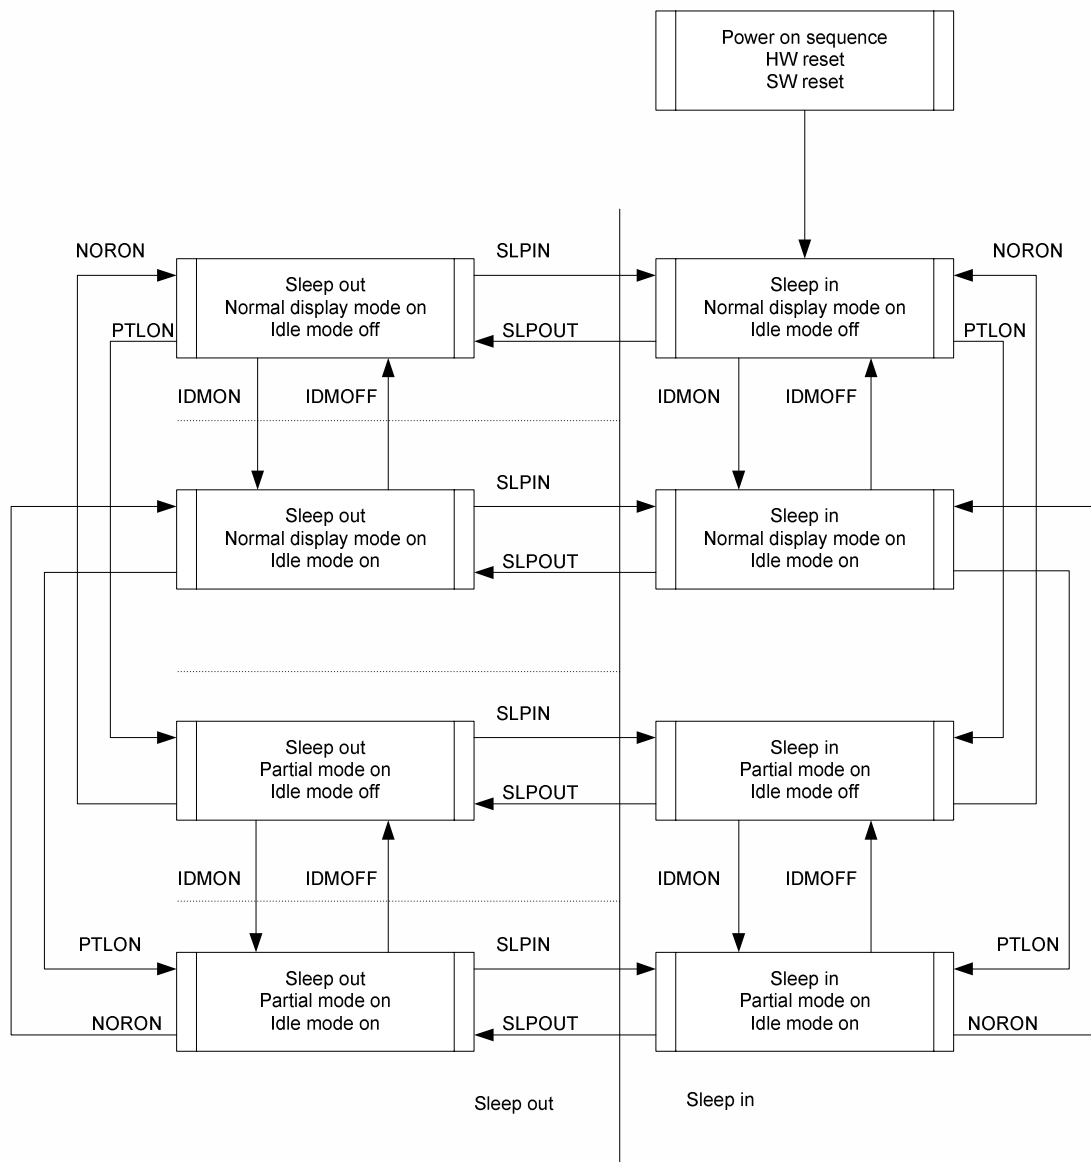 Power on sequence
HW reset
SW reset
NORON
SLPIN
NORON
Sleep out
Normal display mode on
Idle mode off
Sleep in
Normal display mode on
Idle mode off
PTLON
SLPOUT
PTLON
IDMON
IDMOFF
IDMON
IDMOFF
SLPIN
Sleep out
Normal display mode on
Idle mode on
Sleep in
Normal display mode on
Idle mode on
SLPOUT
SLPIN
Sleep out
Partial mode on
Idle mode off
Sleep in
Partial mode on
Idle mode off
SLPOUT
IDMON
IDMOFF
IDMON
IDMOFF
PTLON
SLPIN
PTLON
Sleep out
Partial mode on
Idle mode on
Sleep in
Partial mode on
Idle mode on
NORON
SLPOUT
NORON
Sleep out
Sleep in